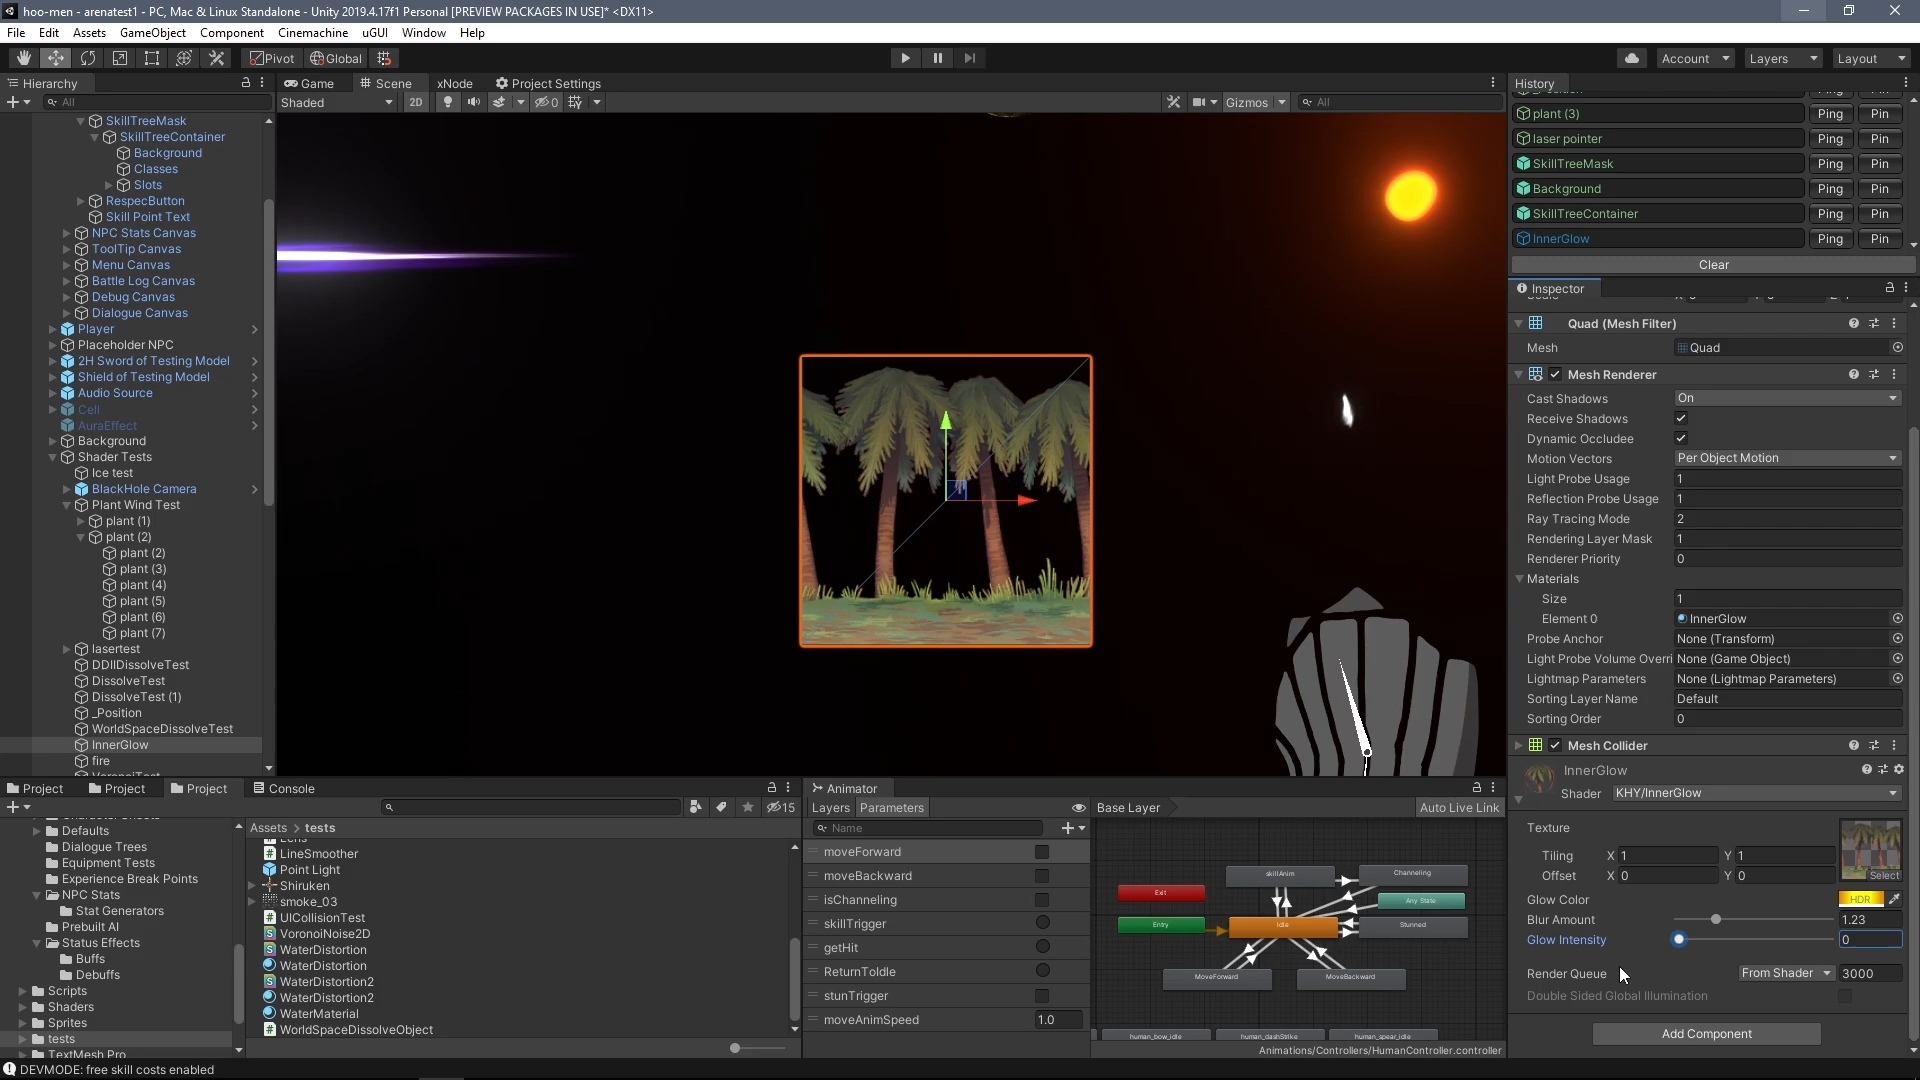 hoo-men - arenatest1 - PC, Mac & Linux Standalone - Unity 2019.4.17f1 Personal [PREVIEW PACKAGES IN USE]* <DX11>
File Edit Assets GameObject Component Cinemachine uGUI Window Help
Pivot Global Account Layers Layout
Hierarchy Game Scene xNode Project Settings
All Shaded 2D 0 Gizmos All
SkillTreeMask
SkillTreeContainer
Background
Classes
Slots
RespecButton
Skill Point Text
NPC Stats Canvas
ToolTip Canvas
Menu Canvas
Battle Log Canvas
Debug Canvas
Dialogue Canvas
Player
Placeholder NPC
2H Sword of Testing Model
Shield of Testing Model
Audio Source
Cell
AuraEffect
Background
Shader Tests
Ice test
BlackHole Camera
Plant Wind Test
plant (1)
plant (2)
plant (2)
plant (3)
plant (4)
plant (5)
plant (6)
plant (7)
lasertest
DDIIDissolveTest
DissolveTest
DissolveTest (1)
_Position
WorldSpaceDissolveTest
InnerGlow
fire
History
plant (3) Ping Pin
laser pointer Ping Pin
SkillTreeMask Ping Pin
Background Ping Pin
SkillTreeContainer Ping Pin
InnerGlow Ping Pin
Clear
Inspector
Quad (Mesh Filter)
Mesh Quad
Mesh Renderer
Cast Shadows On
Receive Shadows
Dynamic Occludee
Motion Vectors Per Object Motion
Light Probe Usage 1
Reflection Probe Usage 1
Ray Tracing Mode 2
Rendering Layer Mask 1
Renderer Priority 0
Materials
Size 1
Element 0 InnerGlow
Probe Anchor None (Transform)
Light Probe Volume Overri None (Game Object)
Lightmap Parameters None (Lightmap Parameters)
Sorting Layer Name Default
Sorting Order 0
Mesh Collider
InnerGlow
Shader KHY/InnerGlow
Texture
Tiling X 1 Y 1
Offset X 0 Y 0 Select
Glow Color HDR
Blur Amount 1.23
Glow Intensity 0
Render Queue From Shader 3000
Double Sided Global Illumination
Add Component
Project Project Project Console
15
Defaults
Dialogue Trees
Equipment Tests
Experience Break Points
NPC Stats
Stat Generators
Prebuilt AI
Status Effects
Buffs
Debuffs
Scripts
Shaders
Sprites
tests
TextMesh Pro
Assets > tests
LineSmoother
Point Light
Shiruken
smoke_03
UICollisionTest
VoronoiNoise2D
WaterDistortion
WaterDistortion
WaterDistortion2
WaterDistortion2
WaterMaterial
WorldSpaceDissolveObject
Animator
Layers Parameters Base Layer Auto Live Link
Name
moveForward
moveBackward
isChanneling
skillTrigger
getHit
ReturnToIdle
stunTrigger
moveAnimSpeed 1.0
skillAnim Channeling
Exit Any State
Entry Idle Stunned
MoveForward MoveBackward
human_bow_idle human_dashStrike human_spear_idle
Animations/Controllers/HumanController.controller
DEVMODE: free skill costs enabled